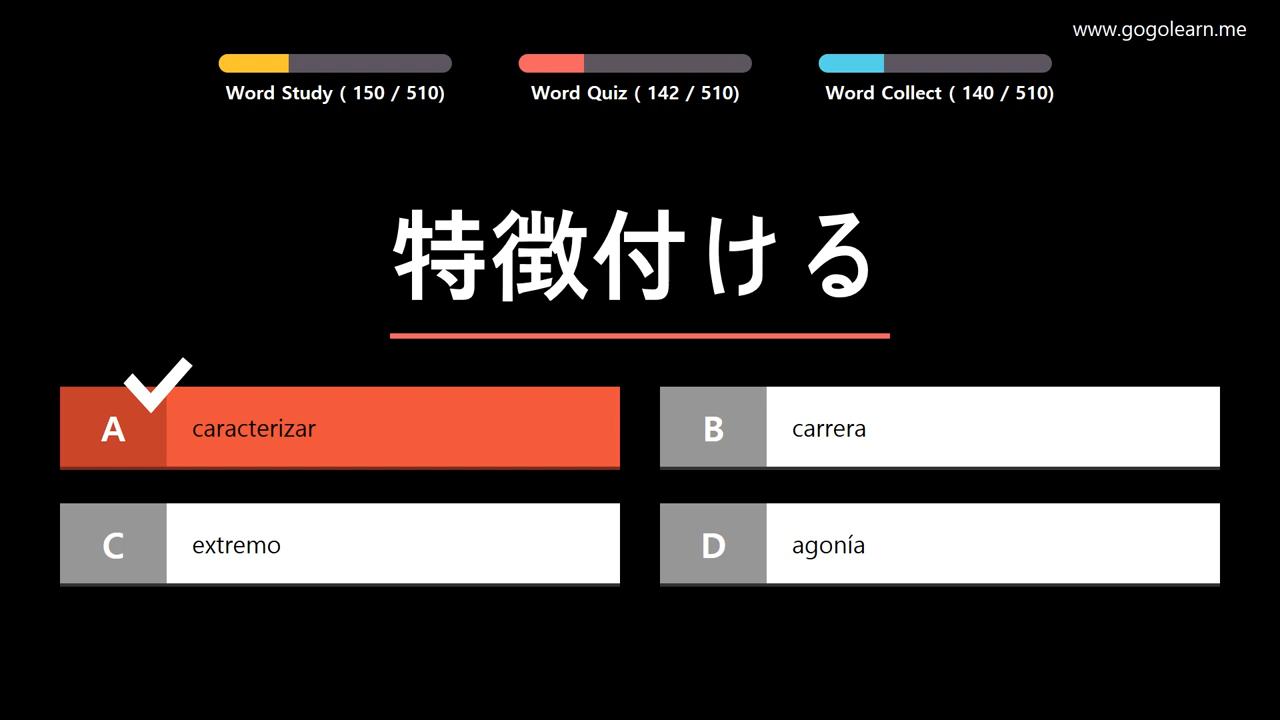 www.gogolearn.me
Word Study ( 150 / 510)
Word Quiz ( 142 / 510)
Word Collect ( 140 / 510)
特徴付ける
A caracterizar
B carrera
C extremo
D agonía